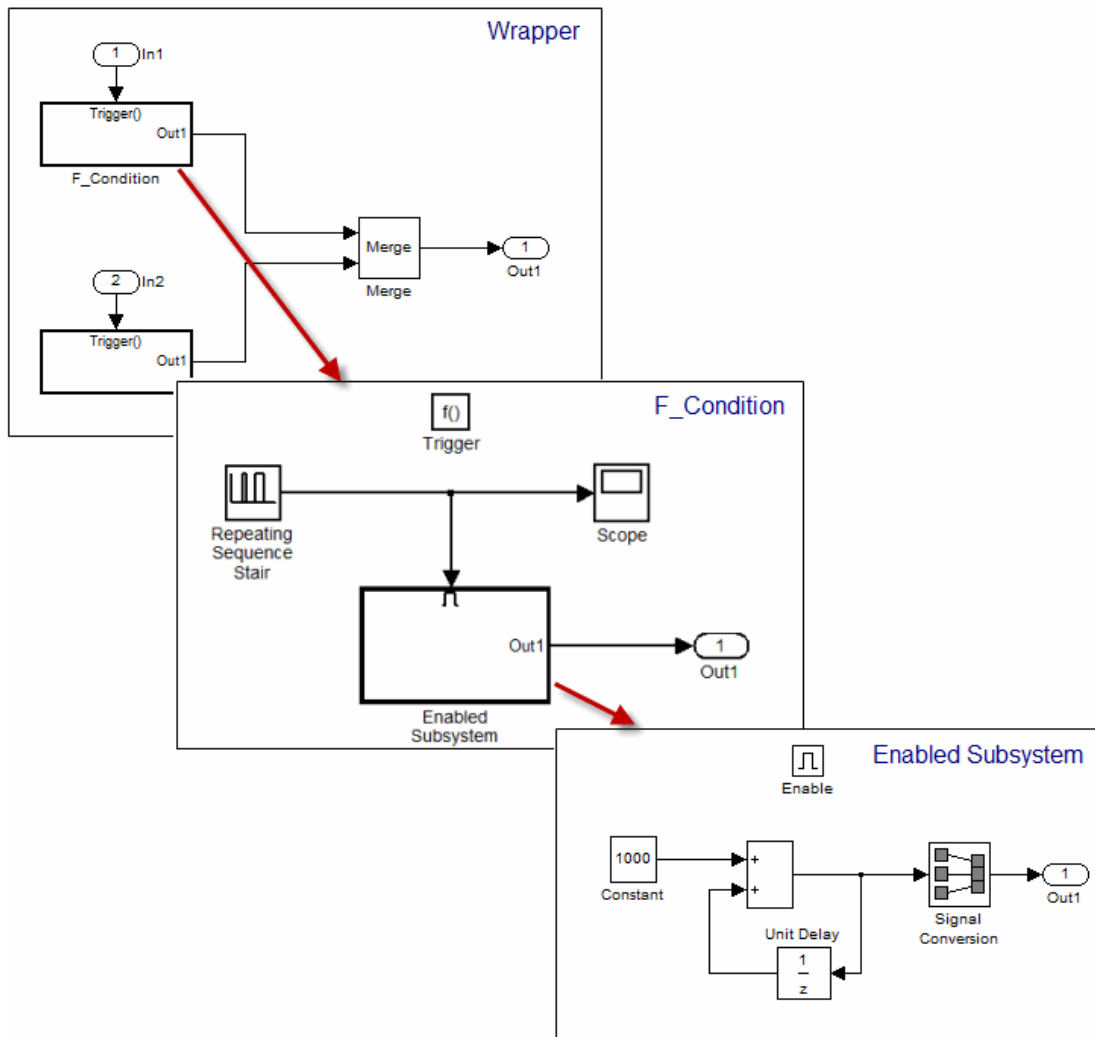 Wrapper
1
In1
Trigger()
Out1
F_Condition
Merge
Merge
1
Out1
2
In2
Trigger()
Out1
F_Condition
f()
Trigger
Repeating
Sequence
Stair
Scope
Out1
1
Out1
Enabled
Subsystem
Enabled Subsystem
Enable
1000
Constant
+
+
Unit Delay
1
z
Signal
Conversion
1
Out1